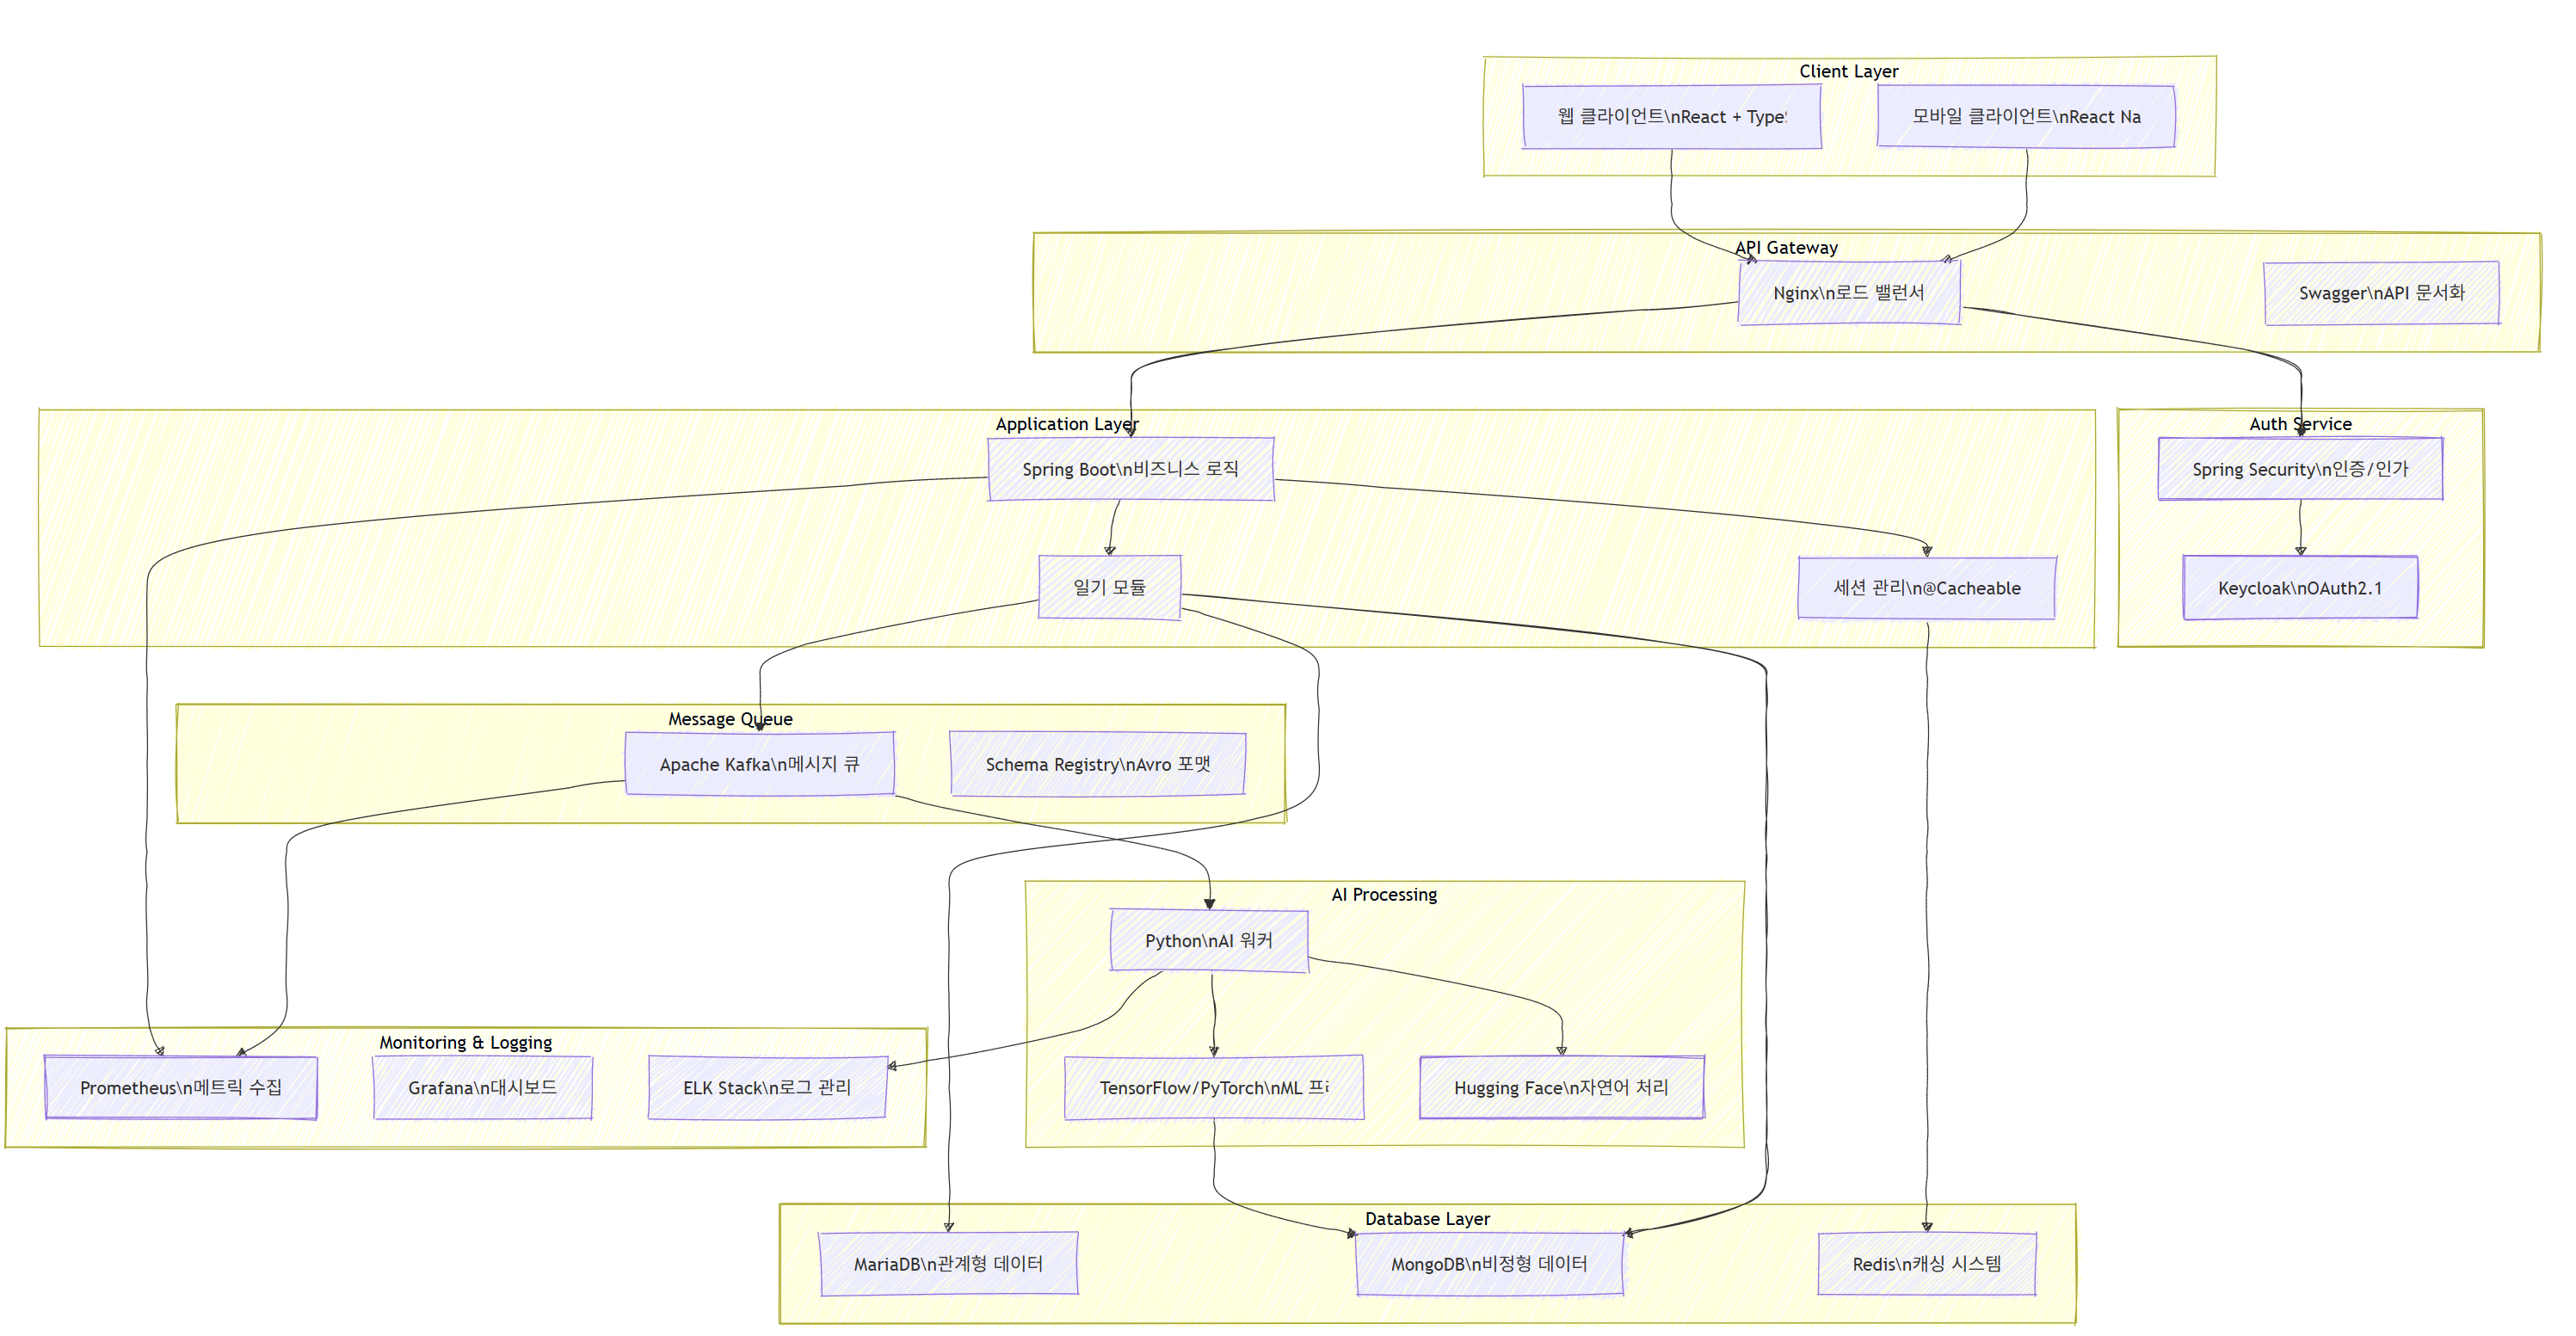 Client Layer
웹 클라이언트\nReact + Type
모바일 클라이언트\nReact Na
API Gateway
Nginx\n로드 밸런서
Swagger\nAPI 문서화
Application Layer
Spring Boot\n비즈니스 로직
일기 모듈
세션 관리\n@Cacheable
Auth Service
Spring Security\n인증/인가
Keycloak\nOAuth2.1
Message Queue
Apache Kafka\n메시지 큐
Schema Registry\nAvro 포맷
AI Processing
Python\nAI 워커
TensorFlow/PyTorch\nML 프
Hugging Face\n자연어 처리
Monitoring & Logging
Prometheus\n메트릭 수집
Grafana\n대시보드
ELK Stack\n로그 관리
Database Layer
MariaDB\n관계형 데이터
MongoDB\n비정형 데이터
Redis\n캐싱 시스템